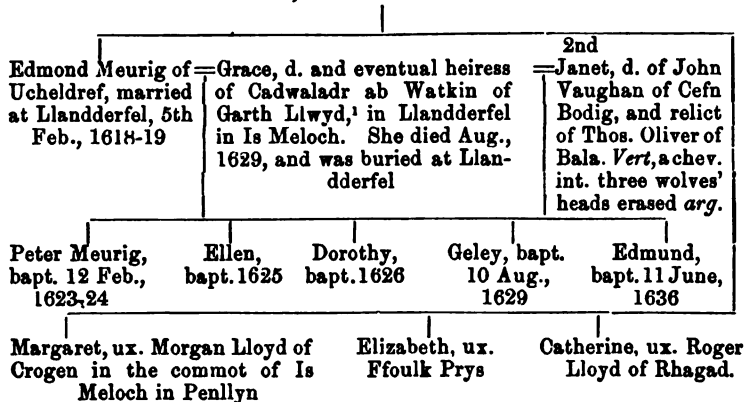 2nd
Edmond Meurig of =Grace, d. and eventual heiress =Janet, d. of John
Ucheldref, married of Cadwaladr ab Watkin of Vaughan of Cefn
at Llandderfel, 5th Garth Llwyd,¹ in Llandderfel Bodig, and relict
Feb., 1618-19 in Is Meloch. She died Aug., of Thos. Oliver of
1629, and was buried at Llan- Bala. Vert, a chev.
dderfel int. three wolves'
heads erased arg.
Peter Meurig, Ellen, Dorothy, Geley, bapt. Edmund,
bapt. 12 Feb., bapt. 1625 bapt. 1626 10 Aug., bapt. 11 June,
1623-24 1629 1636
Margaret, ux. Morgan Lloyd of Elizabeth, ux. Catherine, ux. Roger
Crogen in the commot of Is Ffoulk Prys Lloyd of Rhagad.
Meloch in Penllyn